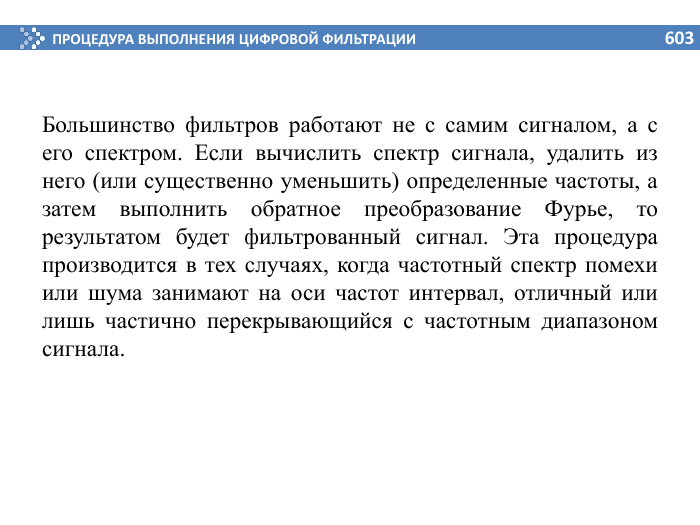 ПРОЦЕДУРА ВЫПОЛНЕНИЯ ЦИФРОВОЙ ФИЛЬТРАЦИИ 603
Большинство фильтров работают не с самим сигналом, а с
его спектром. Если вычислить спектр сигнала, удалить из
него (или существенно уменьшить) определенные частоты, а
затем выполнить обратное преобразование Фурье, то
результатом будет фильтрованный сигнал. Эта процедура
производится в тех случаях, когда частотный спектр помехи
или шума занимают на оси частот интервал, отличный или
лишь частично перекрывающийся с частотным диапазоном
сигнала.